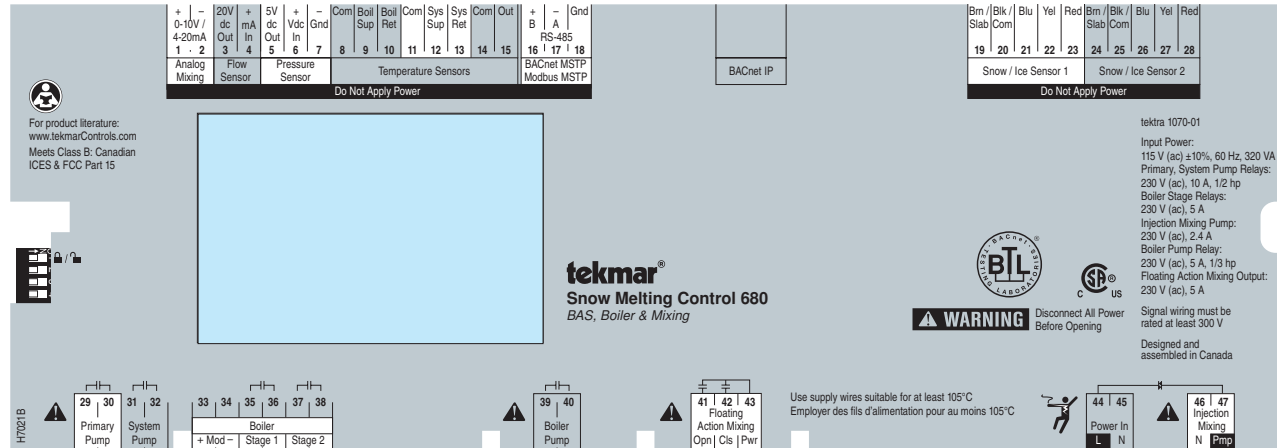 + – 20V + 5V + – Com Boil Boil Com Sys Sys Com Out + – Gnd
0-10V / dc mA dc Vdc Gnd Sup Ret Sup Ret B A
4-20mA Out In Out In RS-485
1 2 3 4 5 6 7 8 9 10 11 12 13 14 15 16 17 18
Analog Mixing
Flow Sensor
Pressure Sensor
Temperature Sensors
BACnet MSTP
Modbus MSTP
Do Not Apply Power
BACnet IP
Brn / Blk / Blu Yel Red Brn / Blk / Blu Yel Red
Slab Com Slab Com
19 20 21 22 23 24 25 26 27 28
Snow / Ice Sensor 1 Snow / Ice Sensor 2
Do Not Apply Power
For product literature:
www.tekmarControls.com
Meets Class B: Canadian
ICES & FCC Part 15
tektra 1070-01
Input Power:
115 V (ac) ±10%, 60 Hz, 320 VA
Primary, System Pump Relays:
230 V (ac), 10 A, 1/2 hp
Boiler Stage Relays:
230 V (ac), 5 A
Injection Mixing Pump:
230 V (ac), 2.4 A
Boiler Pump Relay:
230 V (ac), 5 A, 1/3 hp
Floating Action Mixing Output:
230 V (ac), 5 A
Signal wiring must be
rated at least 300 V
Designed and
assembled in Canada
tekmar®
Snow Melting Control 680
BAS, Boiler & Mixing
BACnet
BTL®
TESTING LABORATORIES
SA®
C US
WARNING
Disconnect All Power
Before Opening
H7021B
29 30
Primary
Pump
31 32
System
Pump
33 34 35 36 37 38
Boiler
+ Mod – Stage 1 Stage 2
39 40
Boiler
Pump
41 42 43
Floating
Action Mixing
Opn Cls Pwr
Use supply wires suitable for at least 105°C
Employer des fils d'alimentation pour au moins 105°C
44 45
Power In
L N
46 47
Injection
Mixing
N Pmp